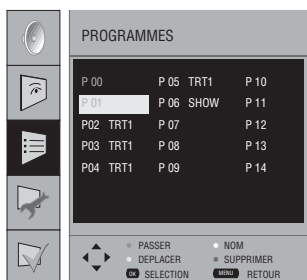 PROGRAMMES
P 00 P 05 TRT1 P 10
P 01 P 06 SHOW P 11
P02 TRT1 P 07 P 12
P03 TRT1 P 08 P 13
P04 TRT1 P 09 P 14
PASSER NOM
DEPLACER SUPPRIMER
OK SELECTION MENU RETOUR